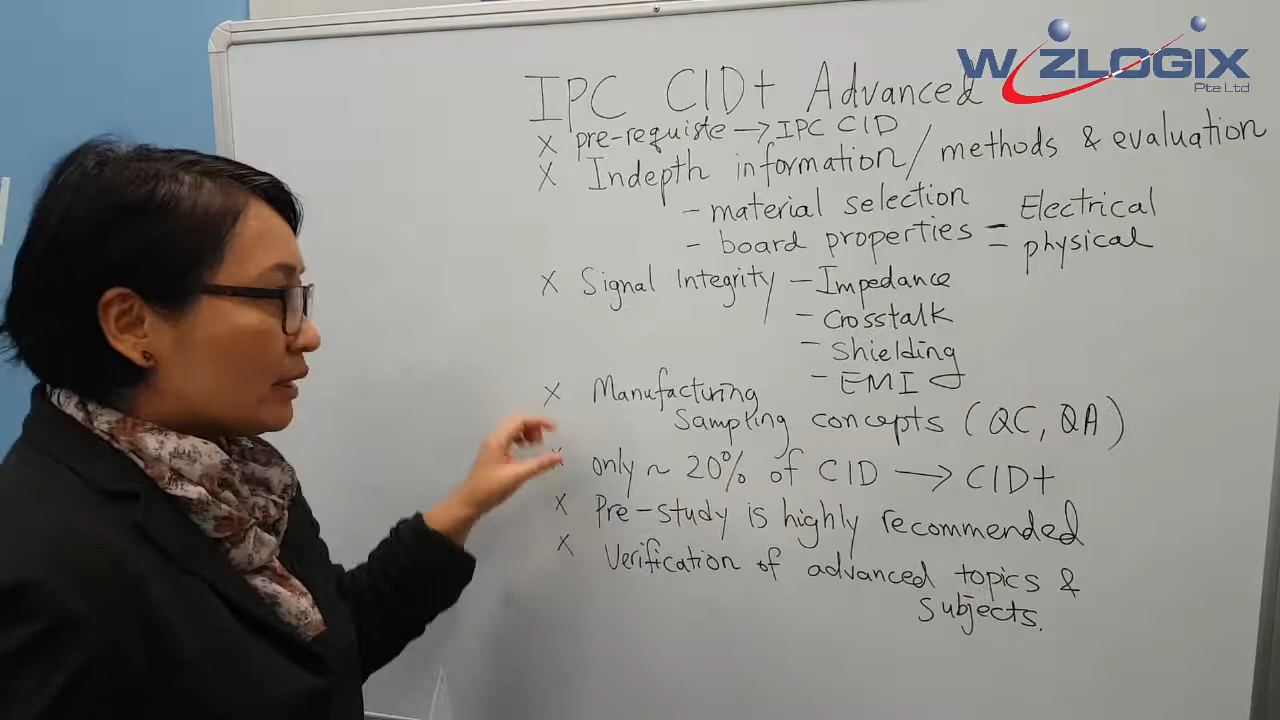 WIZLOGIX
Pte Ltd
IPC CID+ Advanced
x pre-requiste → IPC CID
x Indepth information / methods & evaluation
- material selection
- board properties - Electrical
- physical
x Signal Integrity - Impedance
- Crosstalk
- Shielding
- EMI
x Manufacturing
Sampling concepts (QC, QA)
x only ~ 20% of CID → CID+
x Pre-study is highly recommended
x Verification of advanced topics &
Subjects.